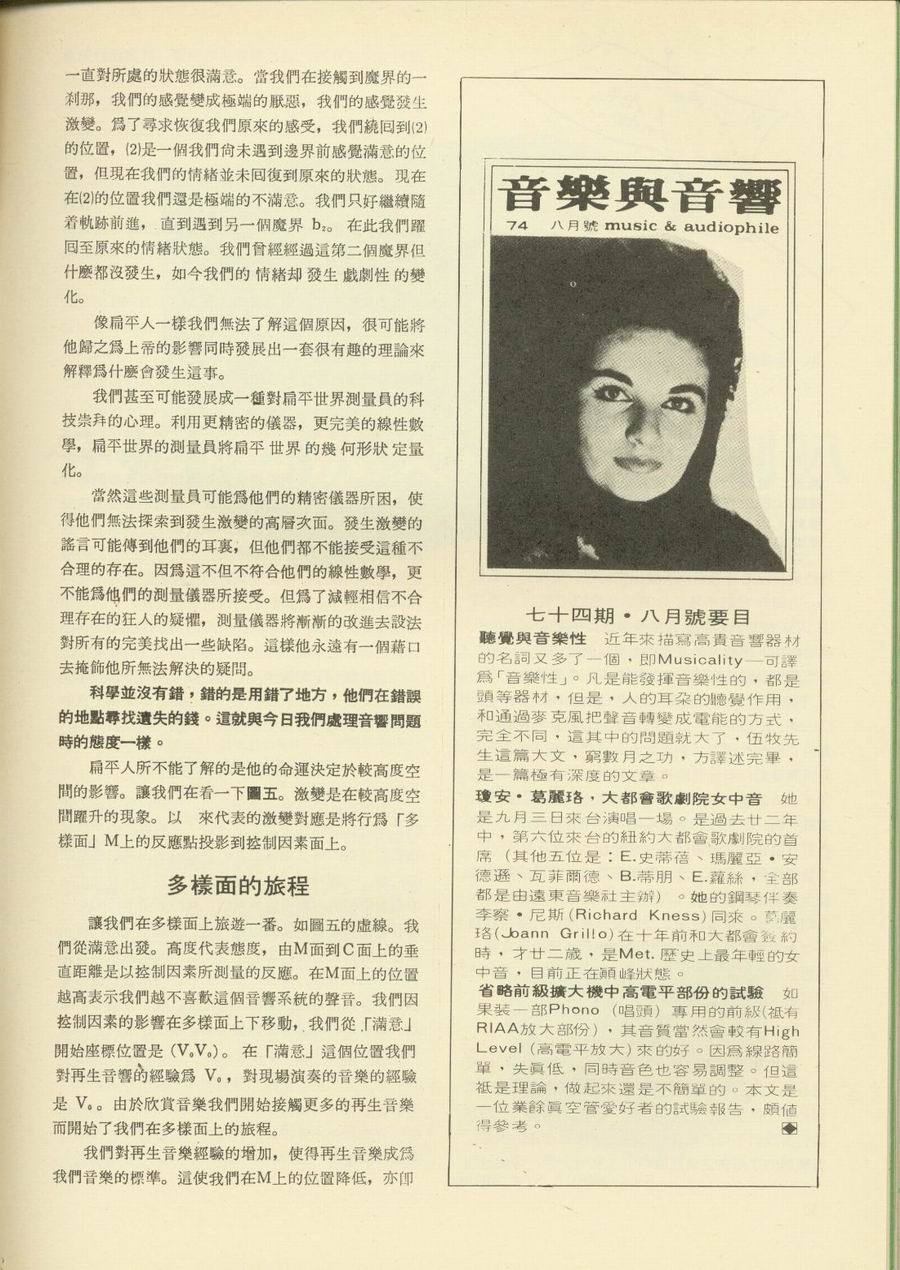 一直對所處的狀態很滿意。當我們在接觸到魔界的一
剎那，我們的感覺變成極端的厭惡，我們的感覺發生
激變。爲了尋求恢復我們原來的感受，我們繞囘到⑵
的位置，⑵是一個我們尙未遇到邊界前感覺滿意的位
置，但現在我們的情緒並未囘復到原來的狀態。現在
在⑵的位置我們還是極端的不滿意。我們只好繼續隨
着軌跡前進，直到遇到另一個魔界 b₂。在此我們躍
囘至原來的情緒狀態。我們曾經經過這第二個魔界但
什麽都沒發生，如今我們的 情緒却 發生 戱劇性 的變
化。
像扁平人一樣我們無法了解這個原因，很可能將
他歸之爲上帝的影響同時發展出一套很有趣的理論來
解釋爲什麽會發生這事。
我們甚至可能發展成一種對扁平世界測量員的科
技崇拜的心理。利用更精密的儀器，更完美的線性數
學，扁平世界的測量員將扁平 世界 的幾 何形狀 定量
化。
當然這些測量員可能爲他們的精密儀器所困，使
得他們無法探索到發生激變的高層次面。發生激變的
謠言可能傳到他們的耳裏，但他們都不能接受這種不
合理的存在。因爲這不但不符合他們的線性數學，更
不能爲他們的測量儀器所接受。但爲了減輕相信不合
理存在的狂人的疑懼，測量儀器將漸漸的改進去設法
對所有的完美找出一些缺陷。這樣他永遠有一個藉口
去掩飾他所無法解決的疑問。
科學並沒有錯，錯的是用錯了地方，他們在錯誤
的地點尋找遺失的錢。這就與今日我們處理音響問題
時的態度一樣。
扁平人所不能了解的是他的命運決定於較高度空
間的影響。讓我們在看一下圖五。激變是在較高度空
間躍升的現象。以　來代表的激變對應是將行爲「多
樣面」M上的反應點投影到控制因素面上。
多樣面的旅程
讓我們在多樣面上旅遊一番。如圖五的虛線。我
們從滿意出發。高度代表態度，由M面到C面上的垂
直距離是以控制因素所測量的反應。在M面上的位置
越高表示我們越不喜歡這個音響系統的聲音。我們因
控制因素的影響在多樣面上下移動，我們從「滿意」
開始座標位置是 (V₀V₀)。在「滿意」這個位置我們
對再生音響的經驗爲 V₀，對現場演奏的音樂的經驗
是 V₀。由於欣賞音樂我們開始接觸更多的再生音樂
而開始了我們在多樣面上的旅程。
我們對再生音樂經驗的增加，使得再生音樂成爲
我們音樂的標準。這使我們在M上的位置降低，亦卽
音樂與音響
74 八月號 music & audiophile
七十四期・八月號要目
聽覺與音樂性　近年來描寫高貴音響器材
的名詞又多了一個，即Musicality—可譯
爲「音樂性」。凡是能發揮音樂性的，都是
頭等器材，但是，人的耳朵的聽覺作用，
和通過麥克風把聲音轉變成電能的方式，
完全不同，這其中的問題就大了，伍牧先
生這篇大文，窮數月之功，方譯述完畢，
是一篇極有深度的文章。
瓊安・葛麗珞，大都會歌劇院女中音　她
是九月三日來台演唱一場。是過去廿二年
中，第六位來台的紐約大都會歌劇院的首
席（其他五位是：E.史蒂蓓、瑪麗亞・安
德遜、瓦菲爾德、B.蒂朋、E.蘿絲，全部
都是由遠東音樂社主辦）。她的鋼琴伴奏
李察・尼斯(Richard Kness)同來。葛麗
珞(Joann Grillo)在十年前和大都會簽約
時，才廿二歲，是Met.歷史上最年輕的女
中音，目前正在顚峰狀態。
省略前級擴大機中高電平部份的試驗　如
果裝一部Phono（唱頭）專用的前級(祗有
RIAA放大部份)，其音質當然會較有High
Level (高電平放大)來的好。因爲線路簡
單，失眞低，同時音色也容易調整。但這
祗是理論，做起來還是不簡單的。本文是
一位業餘眞空管愛好者的試驗報告，頗値
得參考。